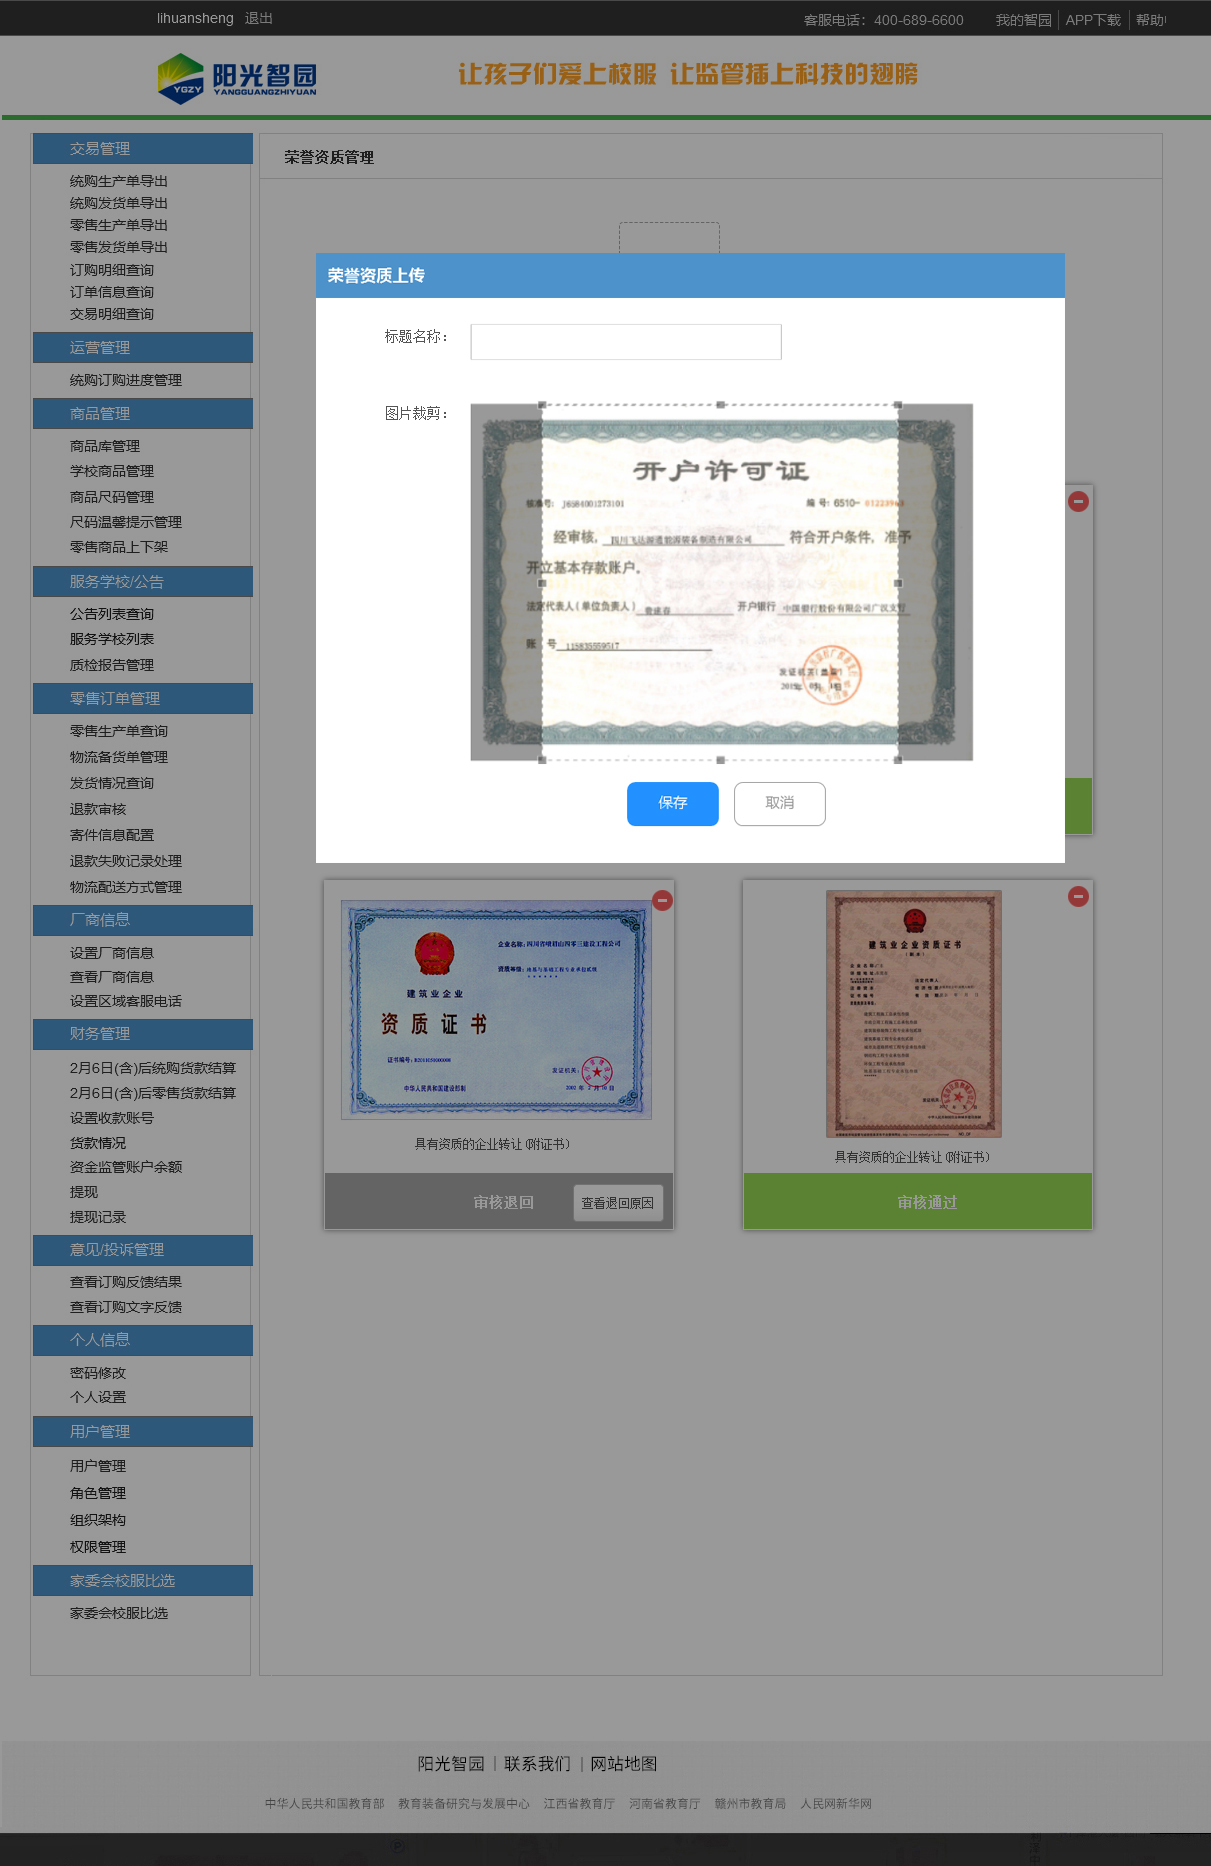 lihuansheng 退出
客服电话：400-689-6600 我的智园 APP下载 帮助
YGZY
阳光智园
YANGGUANGZHIYUAN
让孩子们爱上校服 让监管插上科技的翅膀
交易管理
统购生产单导出
统购发货单导出
零售生产单导出
零售发货单导出
订购明细查询
订单信息查询
交易明细查询
运营管理
统购订购进度管理
商品管理
商品库管理
学校商品管理
商品尺码管理
尺码温馨提示管理
零售商品上下架
服务学校/公告
公告列表查询
服务学校列表
质检报告管理
零售订单管理
零售生产单查询
物流备货单管理
发货情况查询
退款审核
寄件信息配置
退款失败记录处理
物流配送方式管理
厂商信息
设置厂商信息
查看厂商信息
设置区域客服电话
财务管理
2月6日(含)后统购货款结算
2月6日(含)后零售货款结算
设置收款账号
货款情况
资金监管账户余额
提现
提现记录
意见/投诉管理
查看订购反馈结果
查看订购文字反馈
个人信息
密码修改
个人设置
用户管理
用户管理
角色管理
组织架构
权限管理
家委会校服比选
家委会校服比选
荣誉资质管理
荣誉资质上传
标题名称：
图片裁剪：
开户许可证
核准号： J6584001273101 编号：6510-
经审核， 符合开户条件，准予
开立基本存款账户。
法定代表人（单位负责人） 开户银行 中国银行股份有限公司广汉支行
账 号 115835559517
发证机关(盖章)
保存 取消
建筑业企业
资质证书
证书编号：
发证机关：
中华人民共和国建设部制
具有资质的企业转让（附证书）
审核退回 查看退回原因
建筑业企业资质证书
（副本）
具有资质的企业转让（附证书）
审核通过
阳光智园 | 联系我们 | 网站地图
中华人民共和国教育部 教育装备研究与发展中心 江西省教育厅 河南省教育厅 赣州市教育局 人民网新华网